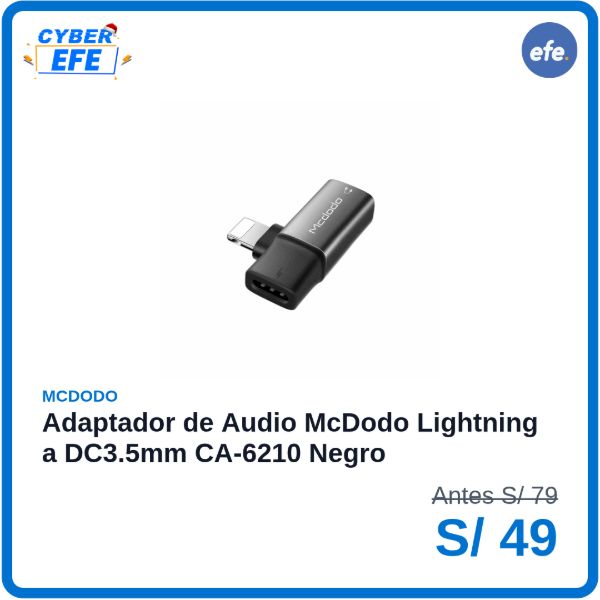 CYBER
EFE
efe.
Mcdodo
MCDODO
Adaptador de Audio McDodo Lightning
a DC3.5mm CA-6210 Negro
Antes S/ 79
S/ 49